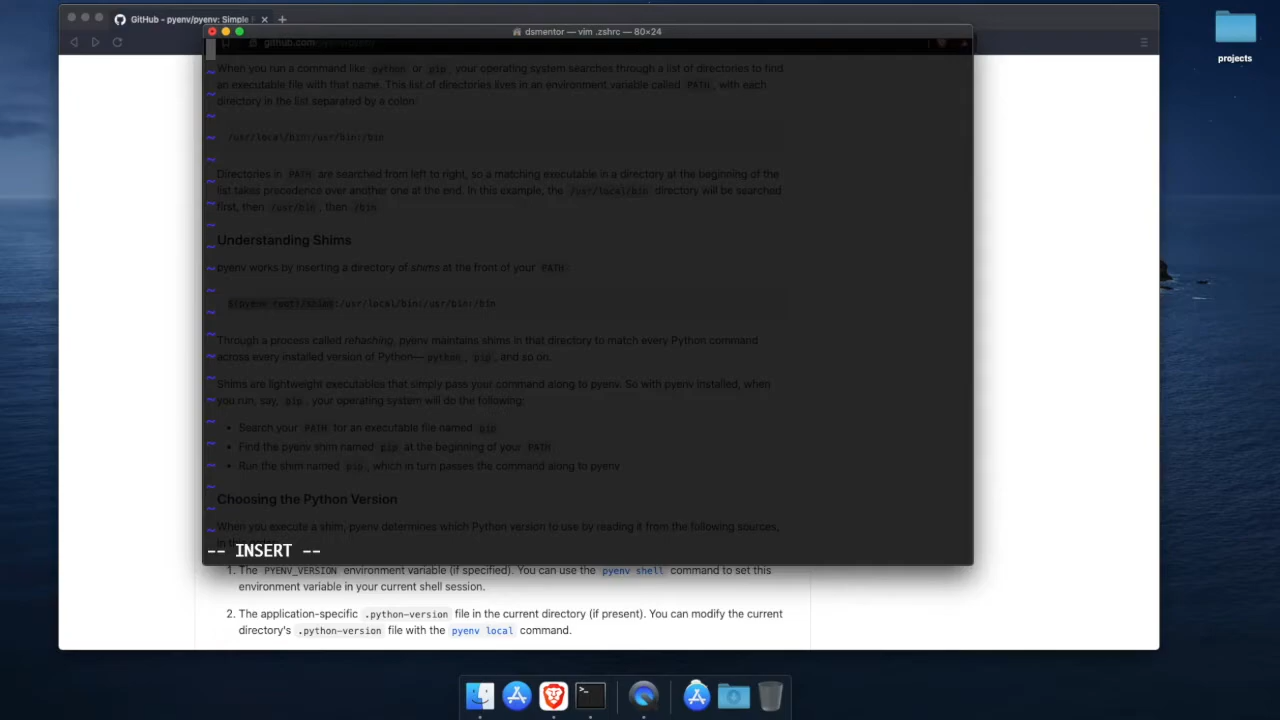 GitHub - pyenv/pyenv: Simple
dsmentor — vim .zshrc — 80×24
projects
When you run a command like python or pip, your operating system searches through a list of directories to find
an executable file with that name. This list of directories lives in an environment variable called PATH, with each
directory in the list separated by a colon:
/usr/local/bin:/usr/bin:/bin
Directories in PATH are searched from left to right, so a matching executable in a directory at the beginning of the
list takes precedence over another one at the end. In this example, the /usr/local/bin directory will be searched
first, then /usr/bin, then /bin.
Understanding Shims
pyenv works by inserting a directory of shims at the front of your PATH:
$(pyenv root)/shims:/usr/local/bin:/usr/bin:/bin
Through a process called rehashing, pyenv maintains shims in that directory to match every Python command
across every installed version of Python—python, pip, and so on.
Shims are lightweight executables that simply pass your command along to pyenv. So with pyenv installed, when
you run, say, pip, your operating system will do the following:
• Search your PATH for an executable file named pip
• Find the pyenv shim named pip at the beginning of your PATH
• Run the shim named pip, which in turn passes the command along to pyenv
Choosing the Python Version
When you execute a shim, pyenv determines which Python version to use by reading it from the following sources,
-- INSERT --
1. The PYENV_VERSION environment variable (if specified). You can use the pyenv shell command to set this
environment variable in your current shell session.
2. The application-specific .python-version file in the current directory (if present). You can modify the current
directory's .python-version file with the pyenv local command.